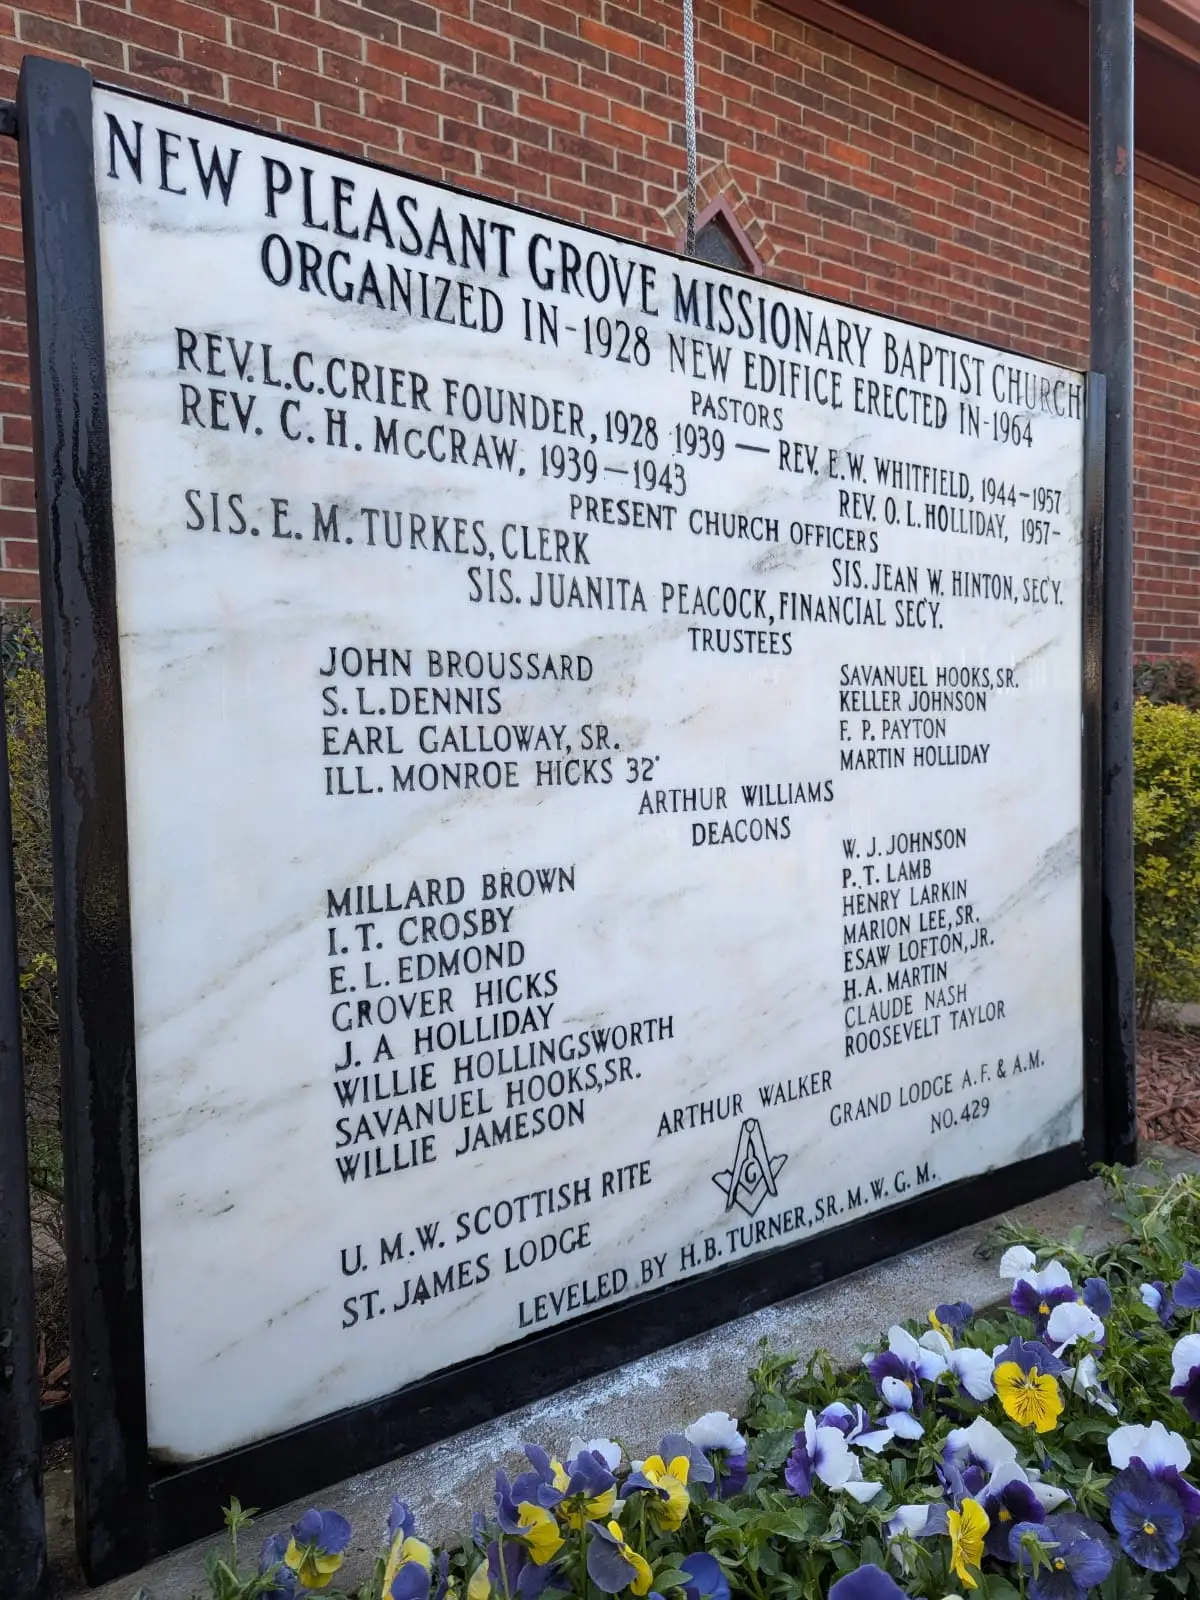 NEW PLEASANT GROVE MISSIONARY BAPTIST CHURCH
ORGANIZED IN-1928 NEW EDIFICE ERECTED IN-1964
PASTORS
REV. L.C. CRIER FOUNDER, 1928 1939 — REV. E.W. WHITFIELD, 1944-1957
REV. C. H. McCRAW, 1939-1943 REV. O. L. HOLLIDAY, 1957-
PRESENT CHURCH OFFICERS
SIS. E. M. TURKES, CLERK SIS. JEAN W. HINTON, SEC'Y.
SIS. JUANITA PEACOCK, FINANCIAL SEC'Y.
TRUSTEES
JOHN BROUSSARD SAVANUEL HOOKS, SR.
S. L. DENNIS KELLER JOHNSON
EARL GALLOWAY, SR. F. P. PAYTON
ILL. MONROE HICKS 32° MARTIN HOLLIDAY
ARTHUR WILLIAMS
DEACONS
MILLARD BROWN W. J. JOHNSON
I. T. CROSBY P. T. LAMB
E. L. EDMOND HENRY LARKIN
GROVER HICKS MARION LEE, SR.
J. A HOLLIDAY ESAW LOFTON, JR.
WILLIE HOLLINGSWORTH H.A. MARTIN
SAVANUEL HOOKS, SR. CLAUDE NASH
WILLIE JAMESON ROOSEVELT TAYLOR
ARTHUR WALKER
U. M.W. SCOTTISH RITE GRAND LODGE A.F. & A.M.
ST. JAMES LODGE NO. 429
G
LEVELED BY H.B. TURNER, SR. M. W. G. M.